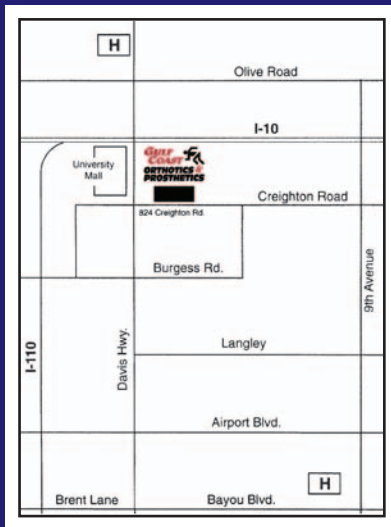 H
Olive Road
I-10
University
Mall
GULF
COAST
ORTHOTICS &
PROSTHETICS
Creighton Road
824 Creighton Rd.
Burgess Rd.
9th Avenue
I-110
Davis Hwy.
Langley
Airport Blvd.
H
Brent Lane
Bayou Blvd.